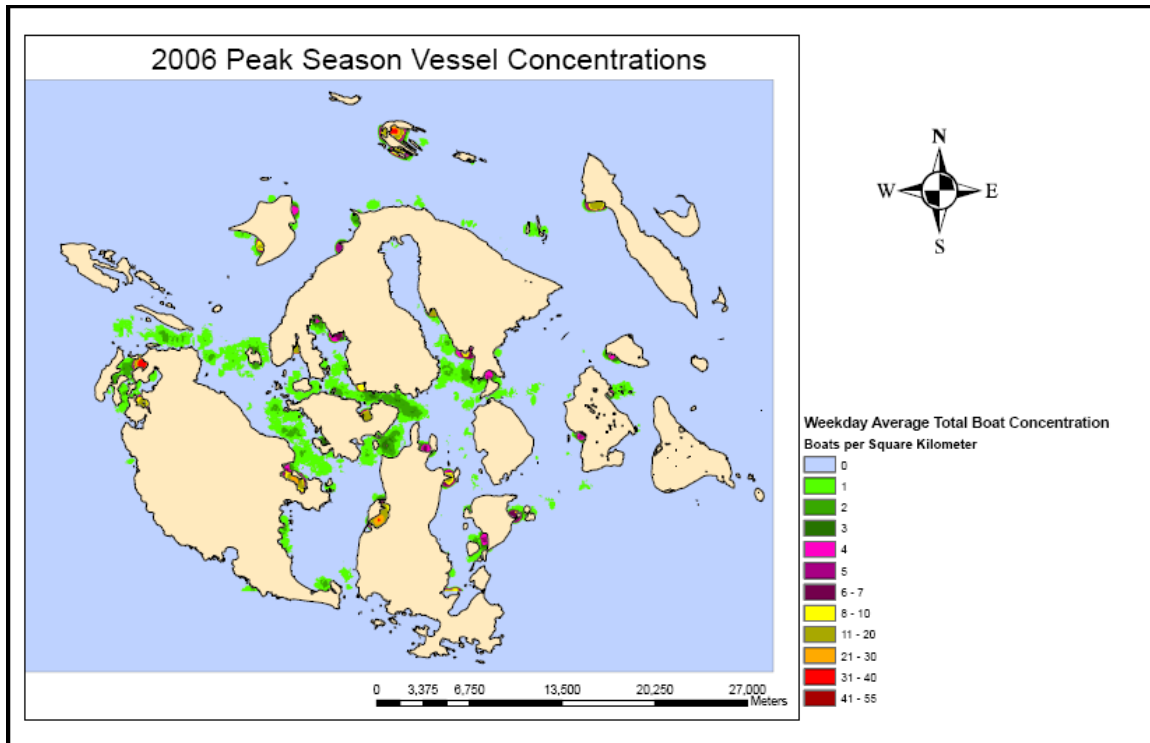 2006 Peak Season Vessel Concentrations
N
W E
S
Weekday Average Total Boat Concentration
Boats per Square Kilometer
0
1
2
3
4
5
6 - 7
8 - 10
11 - 20
21 - 30
31 - 40
41 - 55
0 3,375 6,750 13,500 20,250 27,000
Meters